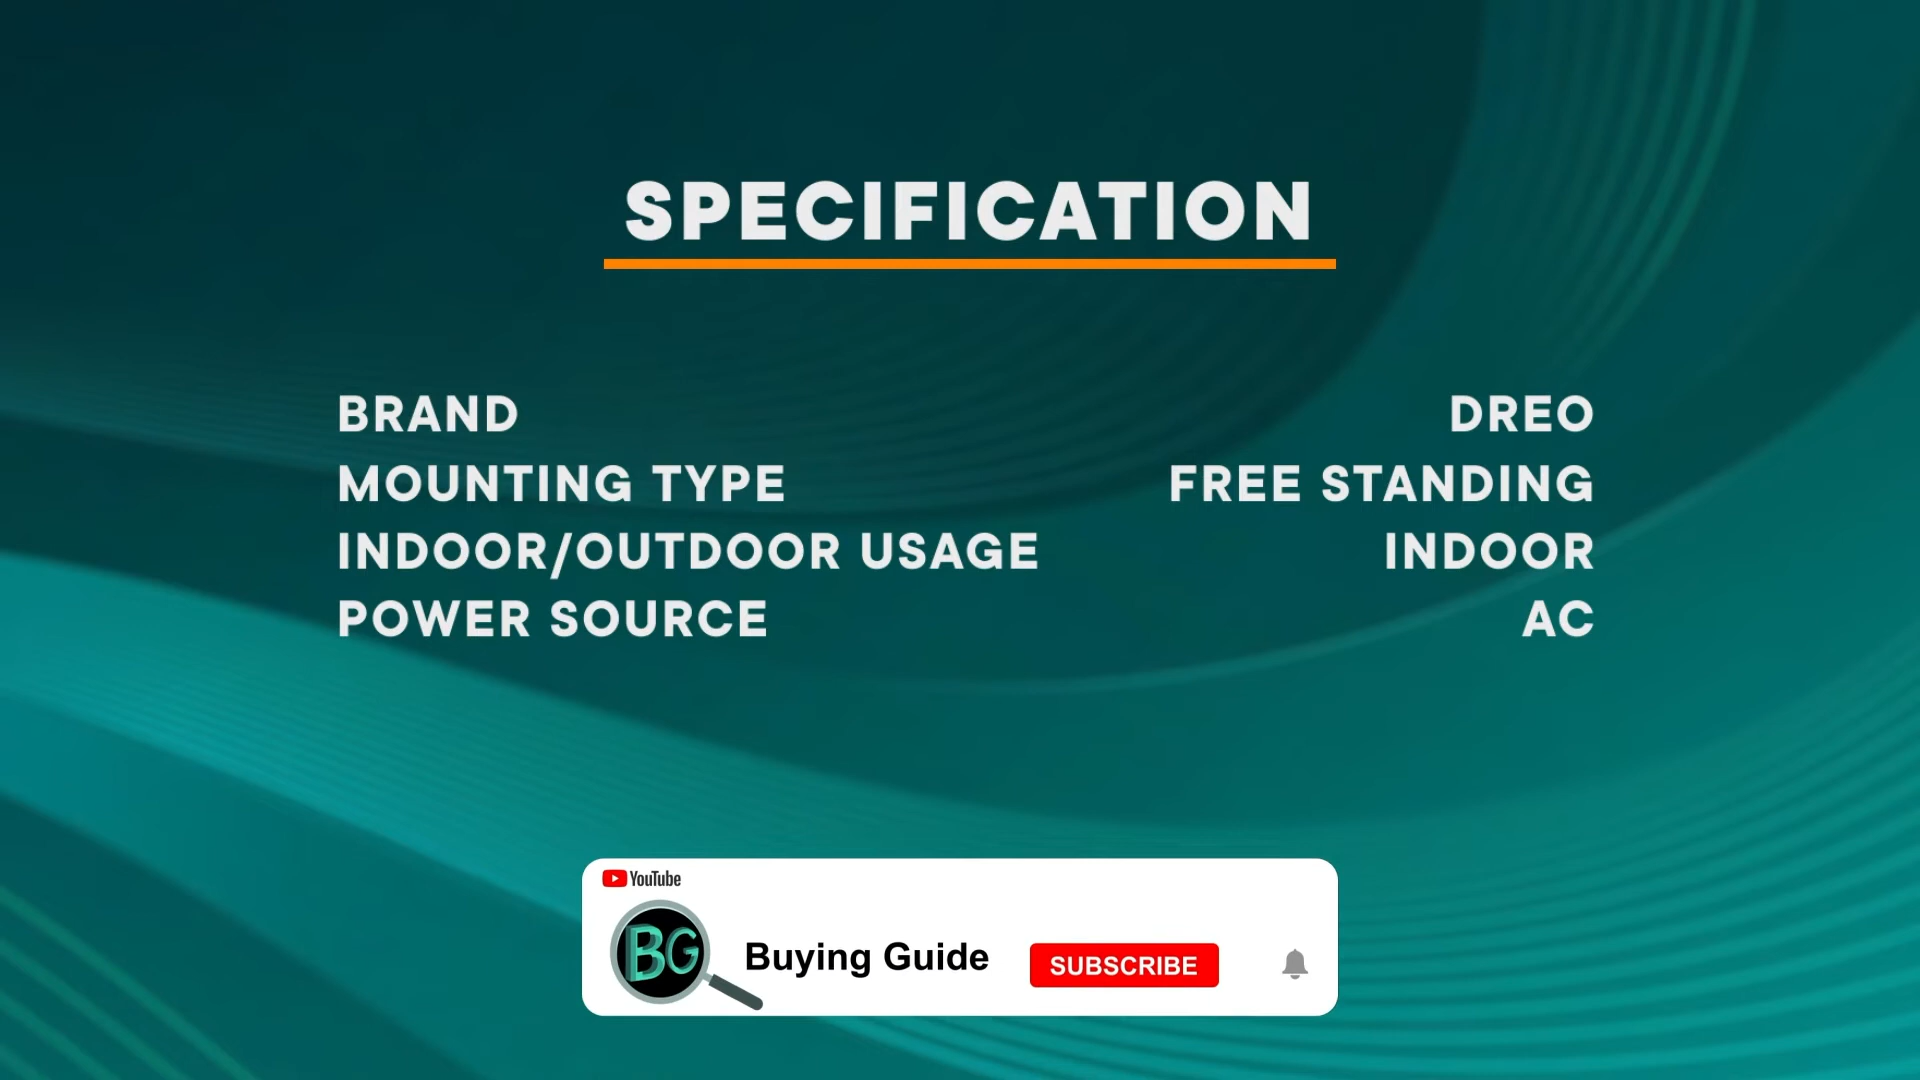 SPECIFICATION
BRAND DREO
MOUNTING TYPE FREE STANDING
INDOOR/OUTDOOR USAGE INDOOR
POWER SOURCE AC
YouTube
BG Buying Guide SUBSCRIBE